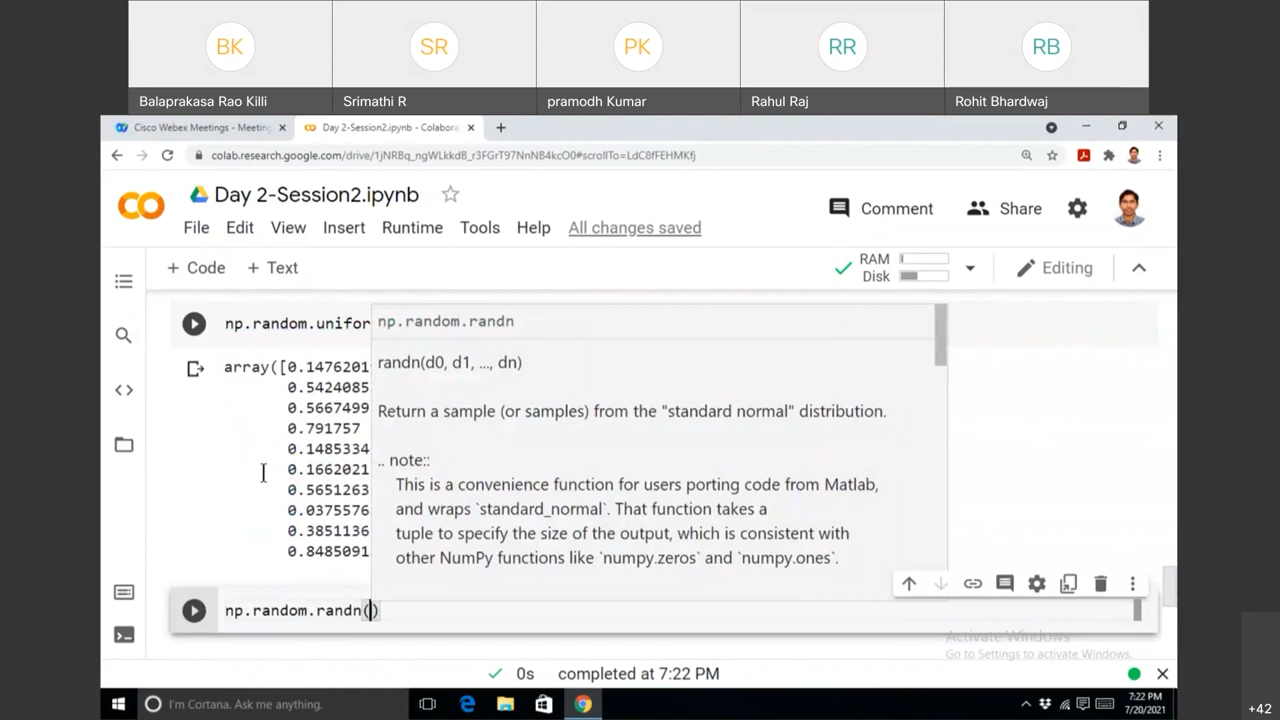 BK
SR
PK
RR
RB
Balaprakasa Rao Killi
Srimathi R
pramodh Kumar
Rahul Raj
Rohit Bhardwaj
Cisco Webex Meetings - Meeting
Day 2-Session2.ipynb - Colabora
colab.research.google.com/drive/1jNRBq_ngWLkkdB_r3FGrT97NnNB4kcO0#scrollTo=LdC8fFEHMKfj
Day 2-Session2.ipynb
Comment
Share
File Edit View Insert Runtime Tools Help All changes saved
+ Code + Text
RAM
Disk
Editing
np.random.unifor
array([0.1476201
0.5424085
0.5667499
0.791757
0.1485334
0.1662021
0.5651263
0.0375576
0.3851136
0.8485091
np.random.randn
randn(d0, d1, ..., dn)
Return a sample (or samples) from the "standard normal" distribution.
.. note::
This is a convenience function for users porting code from Matlab,
and wraps `standard_normal`. That function takes a
tuple to specify the size of the output, which is consistent with
other NumPy functions like `numpy.zeros` and `numpy.ones`.
np.random.randn()
Activate Windows
Go to Settings to activate Windows.
0s completed at 7:22 PM
I'm Cortana. Ask me anything.
7:22 PM
7/20/2021
+42